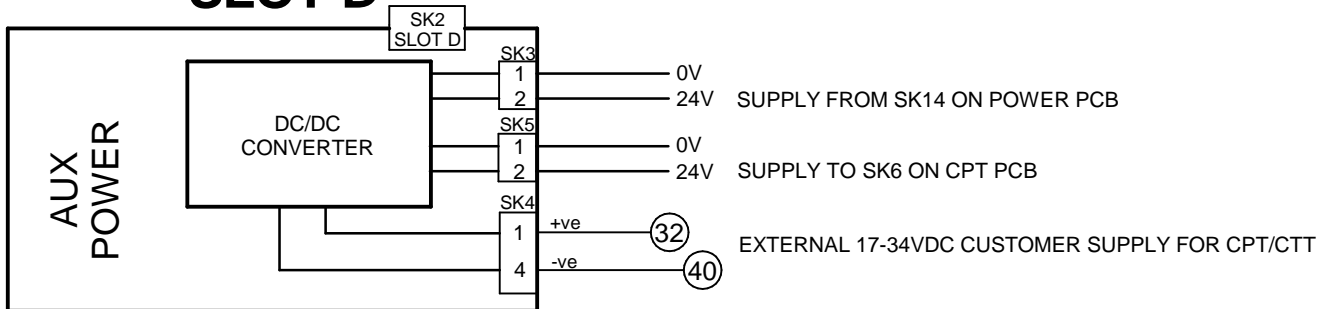 SLOT D
SK2
SLOT D
AUX
POWER
DC/DC
CONVERTER
SK3
1 0V
2 24V SUPPLY FROM SK14 ON POWER PCB
SK5
1 0V
2 24V SUPPLY TO SK6 ON CPT PCB
SK4
1 +ve 32
EXTERNAL 17-34VDC CUSTOMER SUPPLY FOR CPT/CTT
4 -ve 40